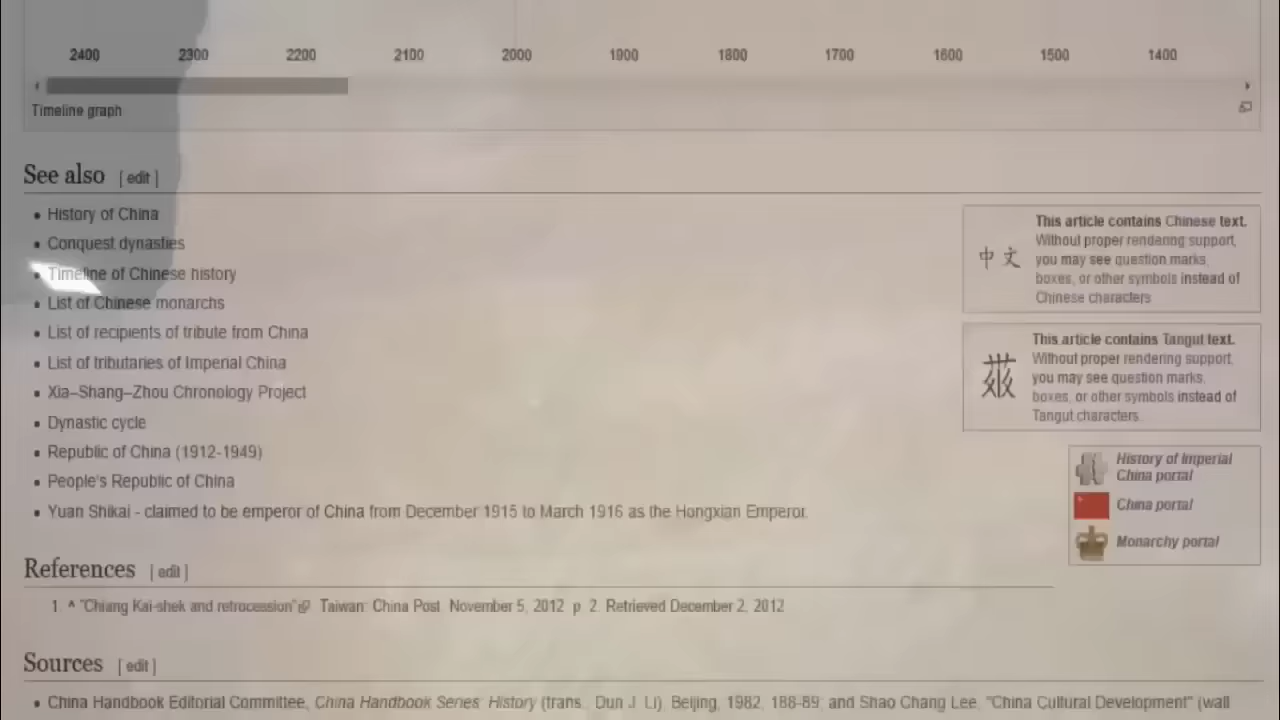 2400 2300 2200 2100 2000 1900 1800 1700 1600 1500 1400
Timeline graph
See also [ edit ]
History of China
Conquest dynasties
Timeline of Chinese history
List of Chinese monarchs
List of recipients of tribute from China
List of tributaries of Imperial China
Xia–Shang–Zhou Chronology Project
Dynastic cycle
Republic of China (1912-1949)
People's Republic of China
Yuan Shikai - claimed to be emperor of China from December 1915 to March 1916 as the Hongxian Emperor.
中文
This article contains Chinese text.
Without proper rendering support,
you may see question marks,
boxes, or other symbols instead of
Chinese characters
This article contains Tangut text.
Without proper rendering support,
you may see question marks,
boxes, or other symbols instead of
Tangut characters.
History of Imperial
China portal
China portal
Monarchy portal
References [ edit ]
1. ^ "Chiang Kai-shek and retrocession" Taiwan: China Post. November 5, 2012. p. 2. Retrieved December 2, 2012
Sources [ edit ]
China Handbook Editorial Committee, China Handbook Series: History (trans., Dun J. Li), Beijing, 1982, 188-89; and Shao Chang Lee, "China Cultural Development" (wall